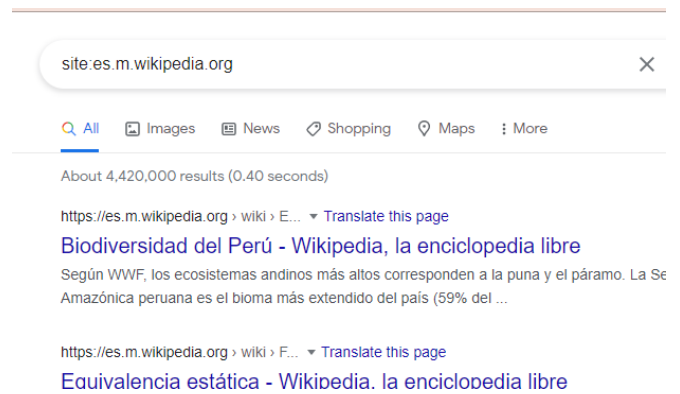 site:es.m.wikipedia.org
All Images News Shopping Maps More
About 4,420,000 results (0.40 seconds)
https://es.m.wikipedia.org › wiki › E... Translate this page
Biodiversidad del Perú - Wikipedia, la enciclopedia libre
Según WWF, los ecosistemas andinos más altos corresponden a la puna y el páramo. La Se
Amazónica peruana es el bioma más extendido del país (59% del ...
https://es.m.wikipedia.org › wiki › F... Translate this page
Equivalencia estática - Wikipedia, la enciclopedia libre